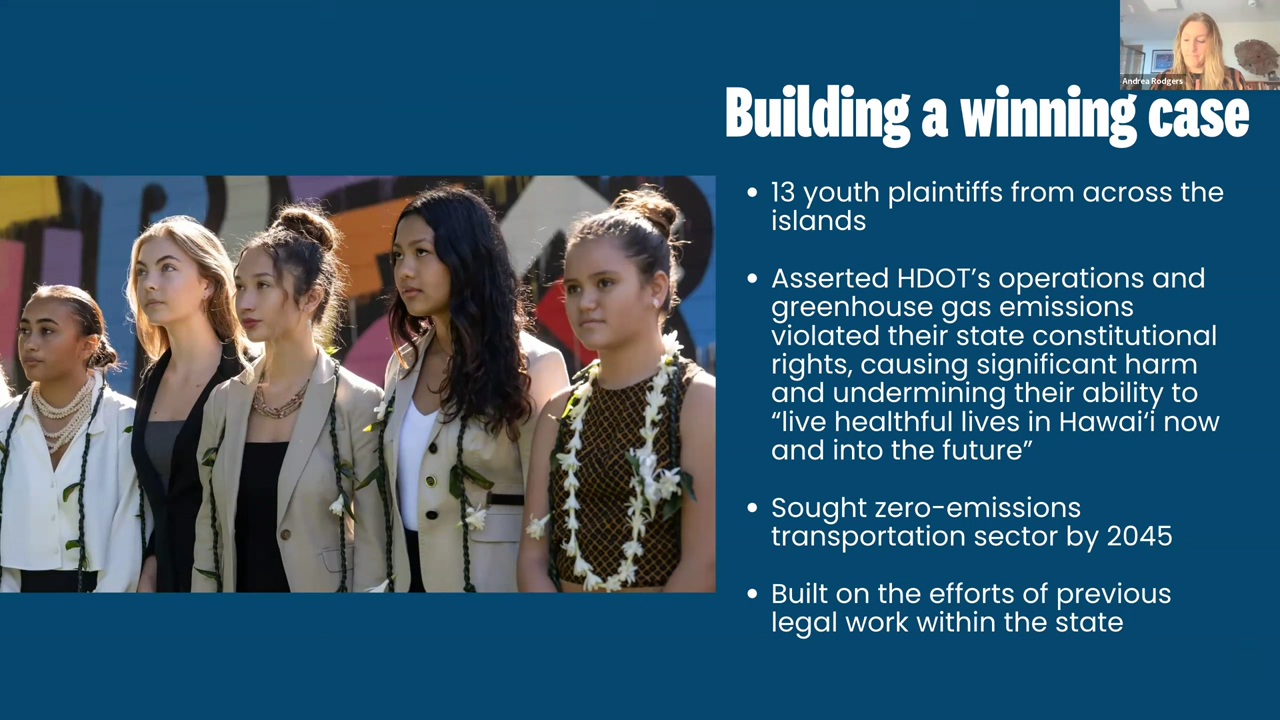 Andrea Rodgers
Building a winning case
• 13 youth plaintiffs from across the
islands
• Asserted HDOT’s operations and
greenhouse gas emissions
violated their state constitutional
rights, causing significant harm
and undermining their ability to
“live healthful lives in Hawai‘i now
and into the future”
• Sought zero-emissions
transportation sector by 2045
• Built on the efforts of previous
legal work within the state